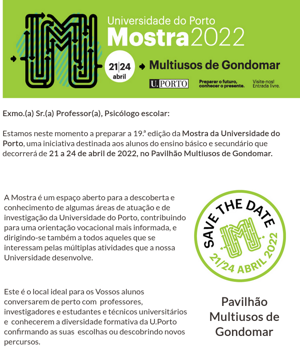 Universidade do Porto
Mostra2022
21|24
abril
Multiusos de Gondomar
U.PORTO
Preparar o futuro,
conhecer o presente.
Visite-nos!
Entrada livre.
Exmo.(a) Sr.(a) Professor(a), Psicólogo escolar:
Estamos neste momento a preparar a 19.ª edição da Mostra da Universidade do
Porto, uma iniciativa destinada aos alunos do ensino básico e secundário que
decorrerá de 21 a 24 de abril de 2022, no Pavilhão Multiusos de Gondomar.
A Mostra é um espaço aberto para a descoberta e
conhecimento de algumas áreas de atuação e de
investigação da Universidade do Porto, contribuindo
para uma orientação vocacional mais informada, e
dirigindo-se também a todos aqueles que se
interessam pelas múltiplas atividades que a nossa
Universidade desenvolve.
SAVE THE DATE
21/24 ABRIL 2022
Este é o local ideal para os Vossos alunos
conversarem de perto com professores,
investigadores e estudantes e técnicos universitários
e conhecerem a diversidade formativa da U.Porto
confirmando as suas escolhas ou descobrindo novos
percursos.
Pavilhão
Multiusos de
Gondomar